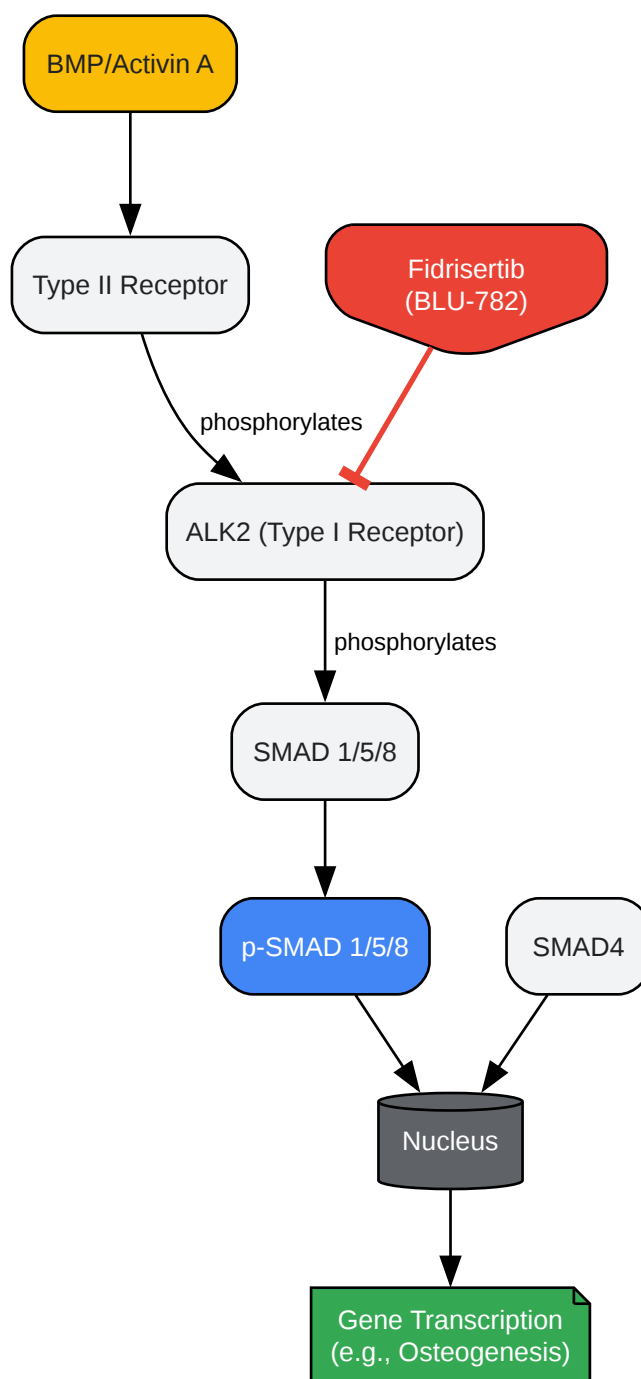 BMP/Activin A
Type II Receptor
Fidrisertib
(BLU-782)
phosphorylates
ALK2 (Type I Receptor)
phosphorylates
SMAD 1/5/8
p-SMAD 1/5/8
SMAD4
Nucleus
Gene Transcription
(e.g., Osteogenesis)